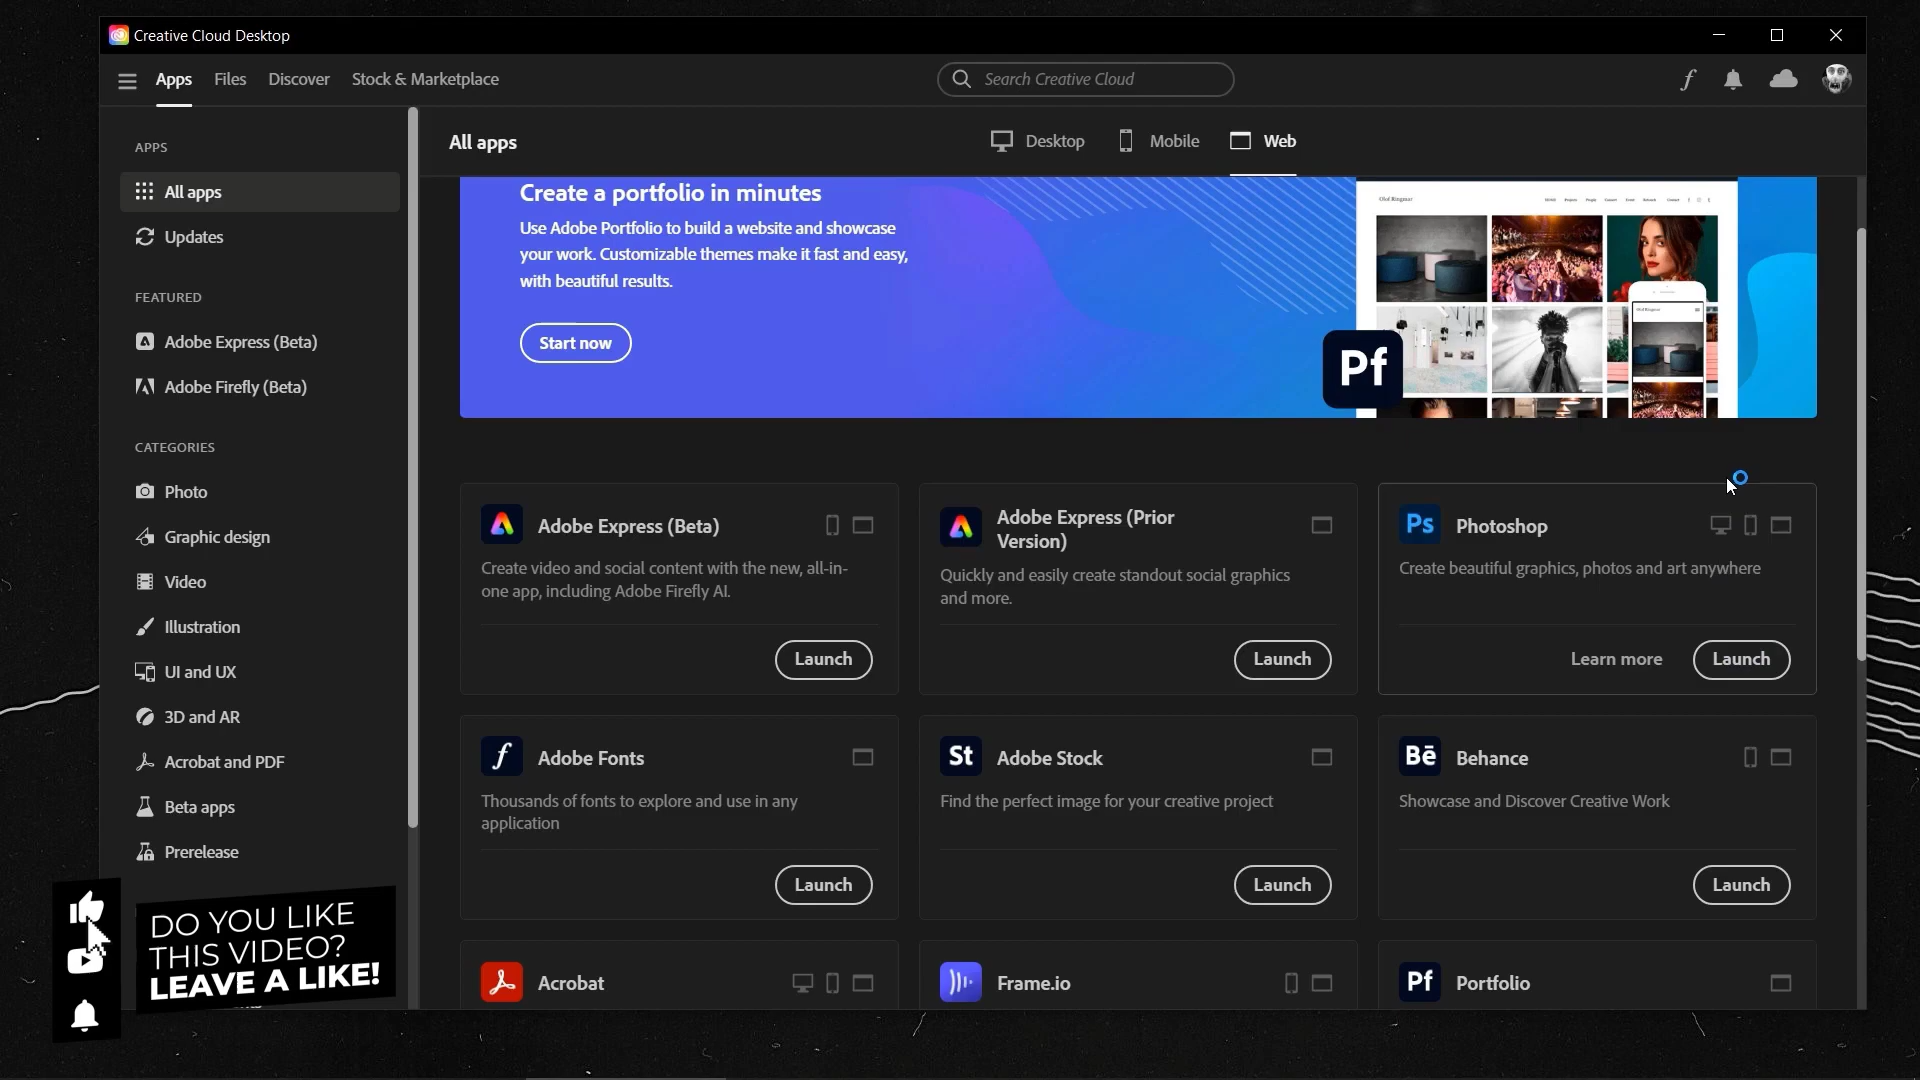 Creative Cloud Desktop
Apps Files Discover Stock & Marketplace
Search Creative Cloud
f
APPS
All apps
Updates
FEATURED
Adobe Express (Beta)
Adobe Firefly (Beta)
CATEGORIES
Photo
Graphic design
Video
Illustration
UI and UX
3D and AR
Acrobat and PDF
Beta apps
Prerelease
All apps
Desktop Mobile Web
Create a portfolio in minutes
Use Adobe Portfolio to build a website and showcase
your work. Customizable themes make it fast and easy,
with beautiful results.
Start now
Pf
Adobe Express (Beta)
Create video and social content with the new, all-in-
one app, including Adobe Firefly AI.
Launch
Adobe Express (Prior
Version)
Quickly and easily create standout social graphics
and more.
Launch
Ps Photoshop
Create beautiful graphics, photos and art anywhere
Learn more Launch
f Adobe Fonts
Thousands of fonts to explore and use in any
application
Launch
St Adobe Stock
Find the perfect image for your creative project
Launch
Bē Behance
Showcase and Discover Creative Work
Launch
Acrobat
Frame.io
Pf Portfolio
DO YOU LIKE
THIS VIDEO?
LEAVE A LIKE!